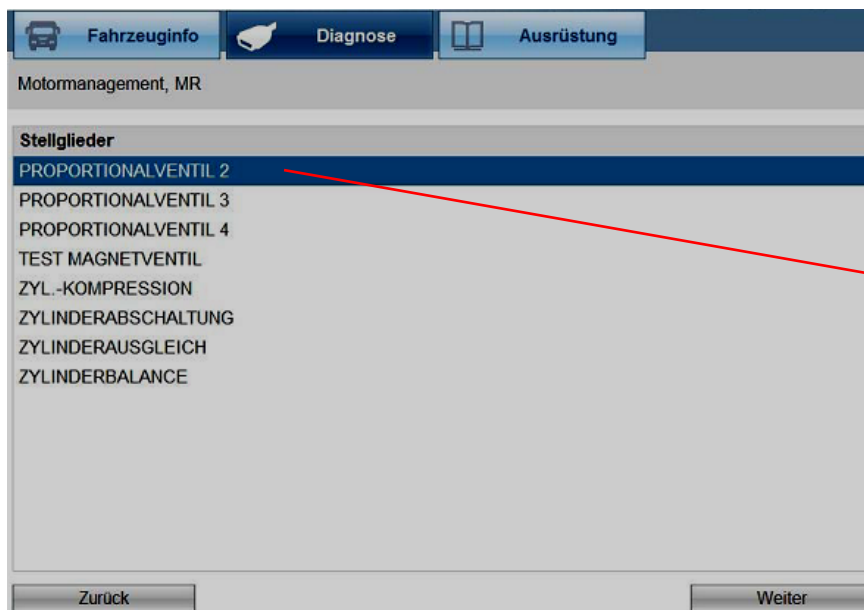 Fahrzeuginfo Diagnose Ausrüstung
Motormanagement, MR
Stellglieder
PROPORTIONALVENTIL 2
PROPORTIONALVENTIL 3
PROPORTIONALVENTIL 4
TEST MAGNETVENTIL
ZYL.-KOMPRESSION
ZYLINDERABSCHALTUNG
ZYLINDERAUSGLEICH
ZYLINDERBALANCE
Zurück Weiter